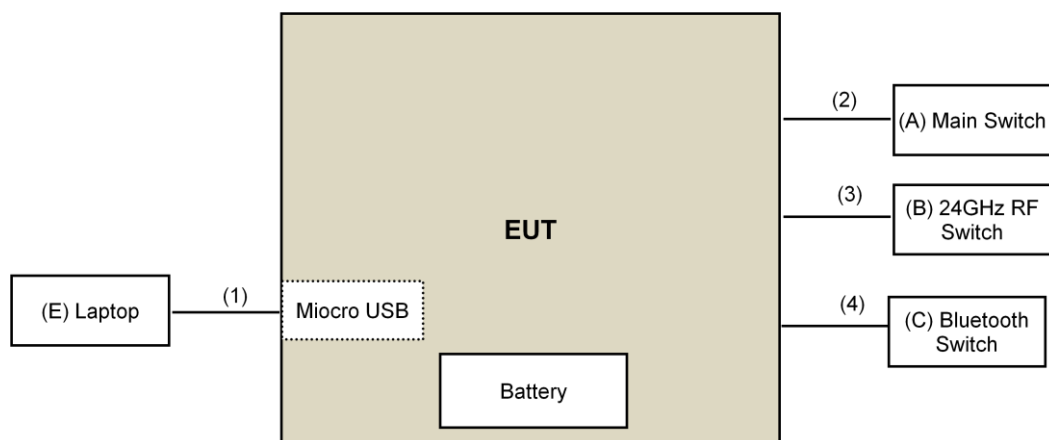 (2)
(A) Main Switch
(3)
(B) 24GHz RF
Switch
EUT
(1)
(E) Laptop
Miocro USB
(4)
(C) Bluetooth
Switch
Battery